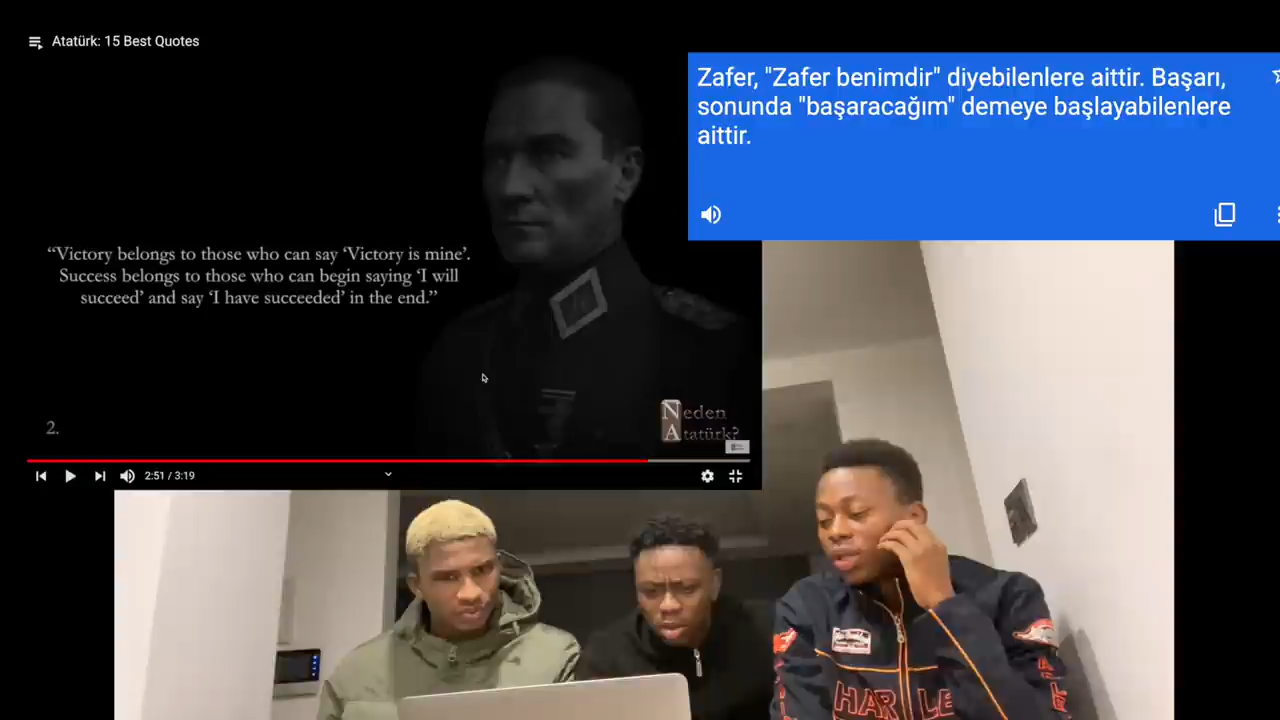 Atatürk: 15 Best Quotes
Zafer, "Zafer benimdir" diyebilenlere aittir. Başarı,
sonunda "başaracağım" demeye başlayabilenlere
aittir.
“Victory belongs to those who can say ‘Victory is mine’.
Success belongs to those who can begin saying ‘I will
succeed’ and say ‘I have succeeded’ in the end.”
2.
Neden
Atatürk?
2:51 / 3:19
HARLE